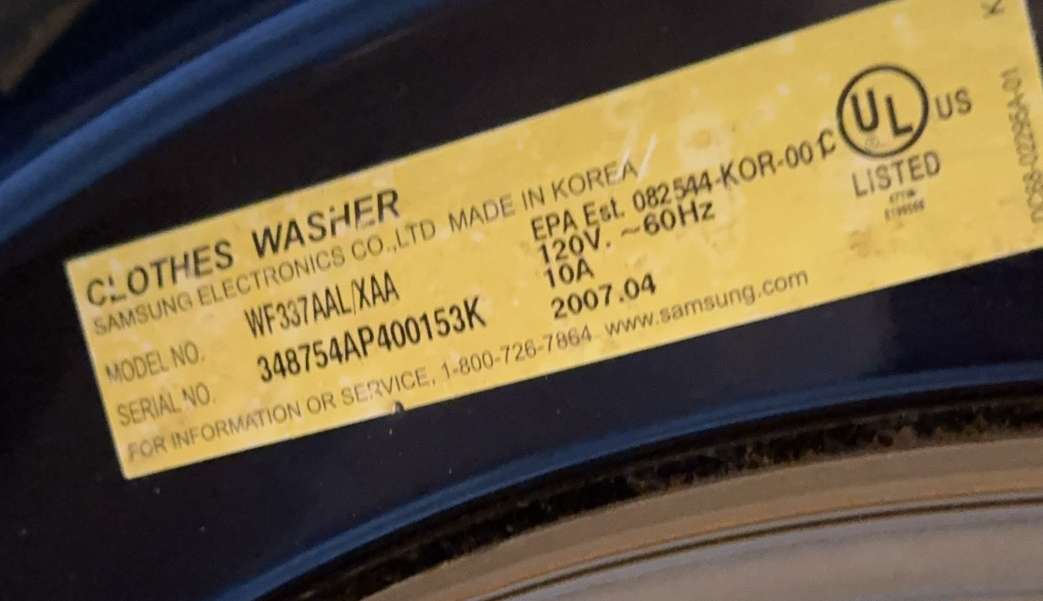 CLOTHES WASHER
SAMSUNG ELECTRONICS CO.,LTD MADE IN KOREA
MODEL NO. WF337AAL/XAA EPA Est. 082544-KOR-001C
120V. ~60Hz
SERIAL NO. 348754AP400153K 10A
2007.04
FOR INFORMATION OR SERVICE, 1-800-726-7864 www.samsung.com
UL US
LISTED